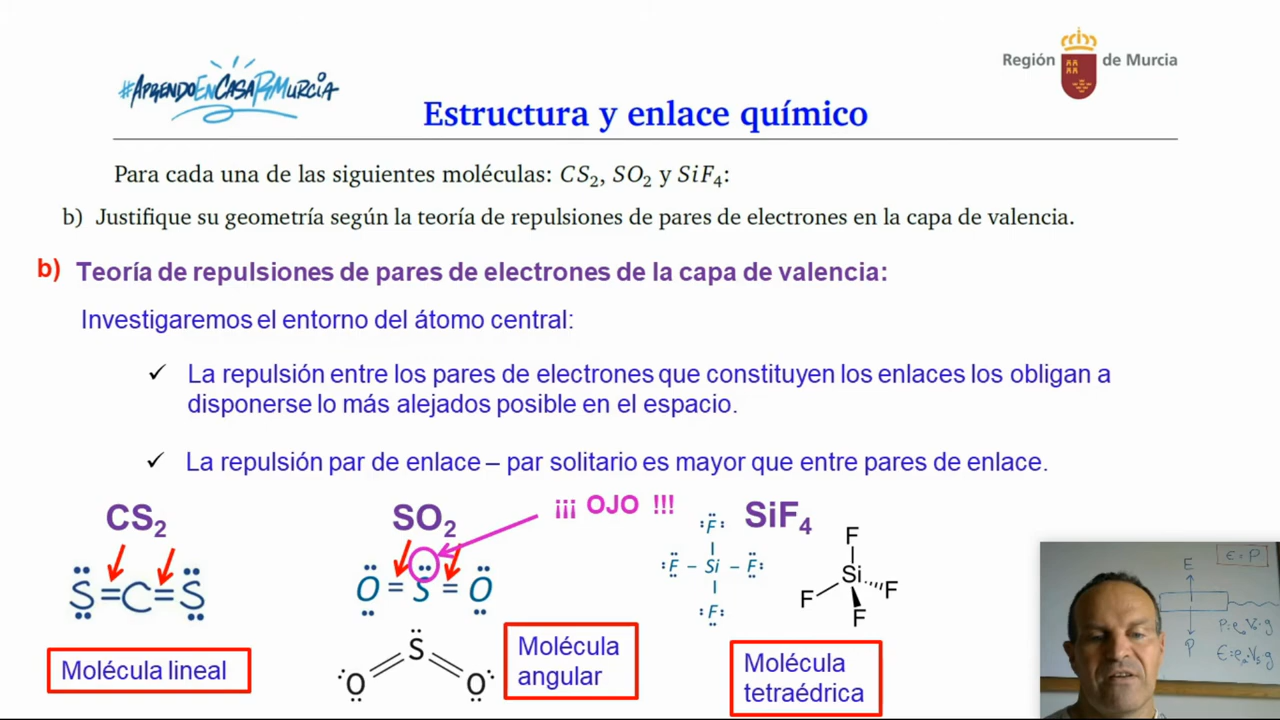 #APRENDOENCASARMURCIA
Región de Murcia
Estructura y enlace químico
Para cada una de las siguientes moléculas: CS₂, SO₂ y SiF₄:
b) Justifique su geometría según la teoría de repulsiones de pares de electrones en la capa de valencia.
b) Teoría de repulsiones de pares de electrones de la capa de valencia:
Investigaremos el entorno del átomo central:
✓ La repulsión entre los pares de electrones que constituyen los enlaces los obligan a
disponerse lo más alejados posible en el espacio.
✓ La repulsión par de enlace – par solitario es mayor que entre pares de enlace.
¡¡¡ OJO !!!
CS₂
S=C=S
Molécula lineal
SO₂
O=S=O
S
O O
Molécula
angular
SiF₄
F
F – Si – F
F
F
Si
F F
F
Molécula
tetraédrica
E = P
E
P